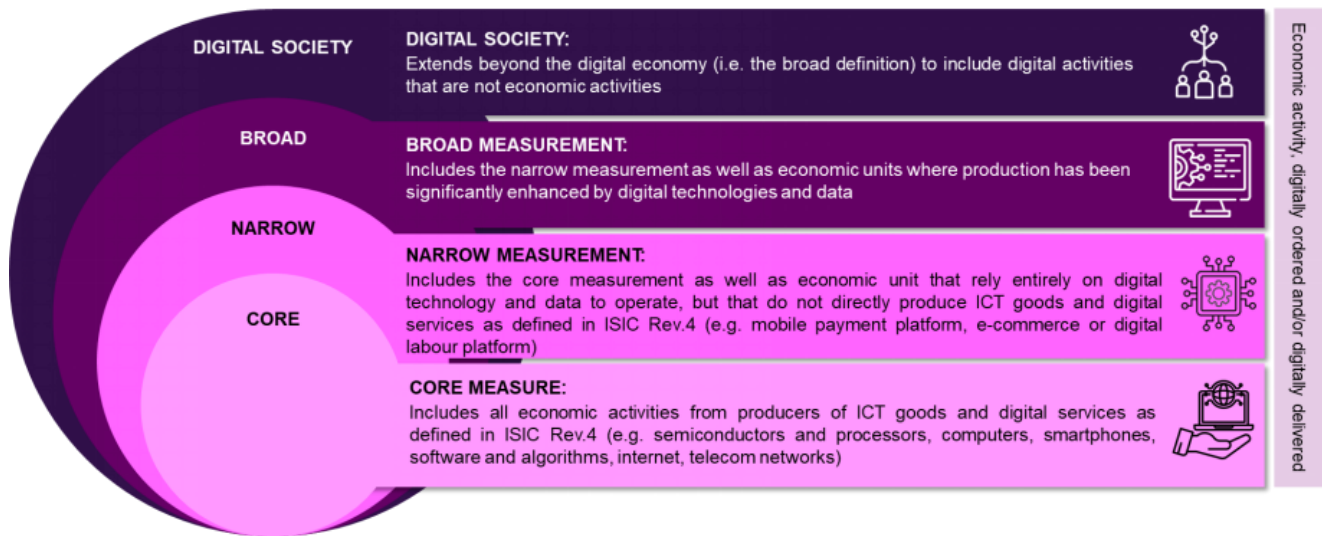 DIGITAL SOCIETY
DIGITAL SOCIETY:
Extends beyond the digital economy (i.e. the broad definition) to include digital activities
that are not economic activities
BROAD
BROAD MEASUREMENT:
Includes the narrow measurement as well as economic units where production has been
significantly enhanced by digital technologies and data
NARROW
NARROW MEASUREMENT:
Includes the core measurement as well as economic unit that rely entirely on digital
technology and data to operate, but that do not directly produce ICT goods and digital
services as defined in ISIC Rev.4 (e.g. mobile payment platform, e-commerce or digital
labour platform)
CORE
CORE MEASURE:
Includes all economic activities from producers of ICT goods and digital services as
defined in ISIC Rev.4 (e.g. semiconductors and processors, computers, smartphones,
software and algorithms, internet, telecom networks)
Economic activity, digitally ordered and/or digitally delivered